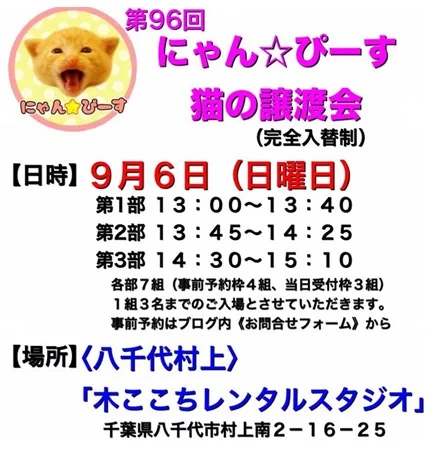 第96回
にゃん☆ぴーす
にゃん★ぴーす
猫の譲渡会
(完全入替制)
【日時】9月6日(日曜日)
第1部 13:00〜13:40
第2部 13:45〜14:25
第3部 14:30〜15:10
各部7組(事前予約枠4組、当日受付枠3組)
1組3名までのご入場とさせていただきます。
事前予約はブログ内《お問合せフォーム》から
【場所】〈八千代村上〉
「木ここちレンタルスタジオ」
千葉県八千代市村上南2-16-25